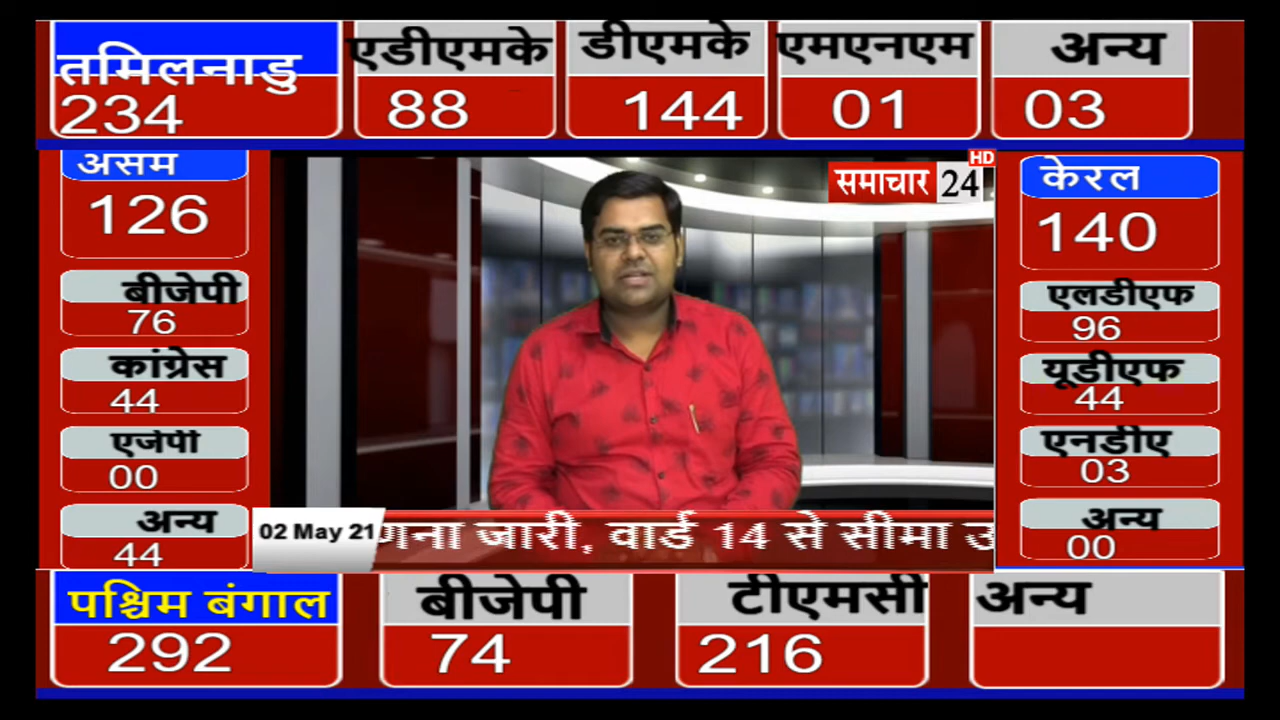 तमिलनाडु
234
एडीएमके
88
डीएमके
144
एमएनएम
01
अन्य
03
असम
126
बीजेपी
76
कांग्रेस
44
एजेपी
00
अन्य
44
HD
समाचार 24
केरल
140
एलडीएफ
96
यूडीएफ
44
एनडीए
03
अन्य
00
02 May 21
णना जारी, वार्ड 14 से सीमा उ
पश्चिम बंगाल
292
बीजेपी
74
टीएमसी
216
अन्य